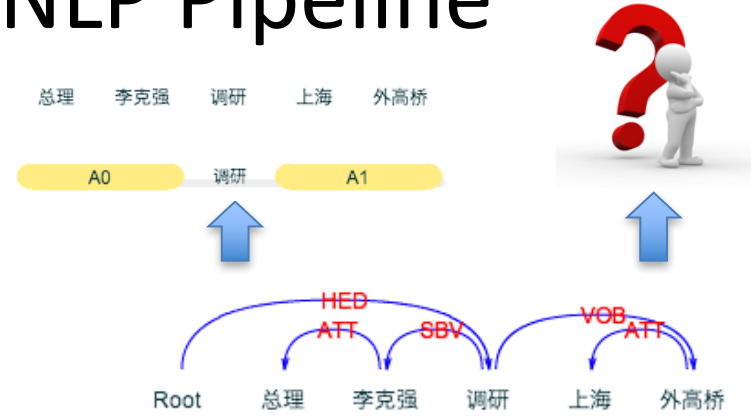 NLP Pipeline
总理 李克强 调研 上海 外高桥
A0 调研 A1
HED
VOB
ATT SBV ATT
Root 总理 李克强 调研 上海 外高桥